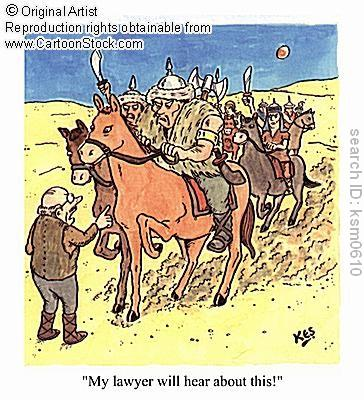 © Original Artist
Reproduction rights obtainable from
www.CartoonStock.com
search ID: ksm0610
KES
"My lawyer will hear about this!"